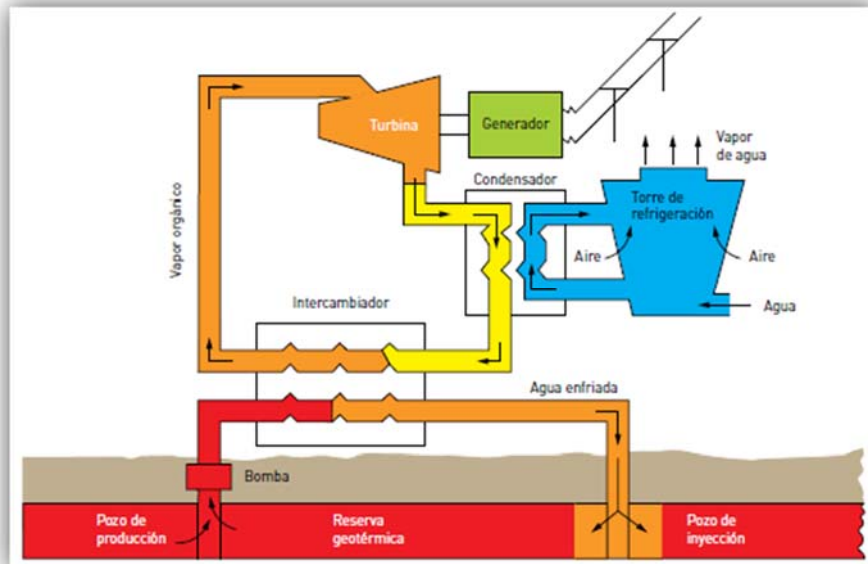 Vapor
de agua
Turbina
Generador
Condensador
Torre de
refrigeración
Vapor orgánico
Aire
Aire
Agua
Intercambiador
Agua enfriada
Bomba
Pozo de
producción
Reserva
geotérmica
Pozo de
inyección